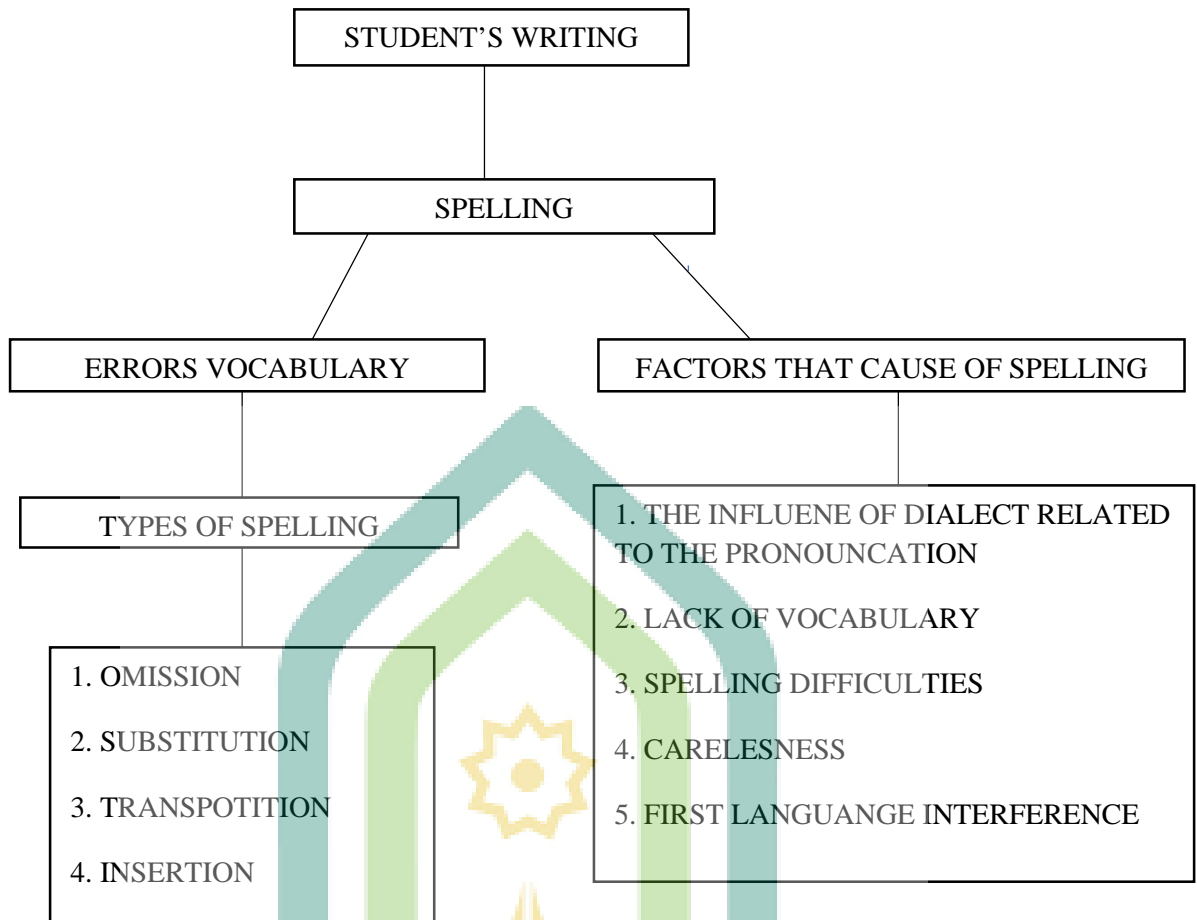 STUDENT’S WRITING
SPELLING
ERRORS VOCABULARY
FACTORS THAT CAUSE OF SPELLING
TYPES OF SPELLING
1. OMISSION
2. SUBSTITUTION
3. TRANSPOTITION
4. INSERTION
1. THE INFLUENE OF DIALECT RELATED
TO THE PRONOUNCATION
2. LACK OF VOCABULARY
3. SPELLING DIFFICULTIES
4. CARELESNESS
5. FIRST LANGUANGE INTERFERENCE